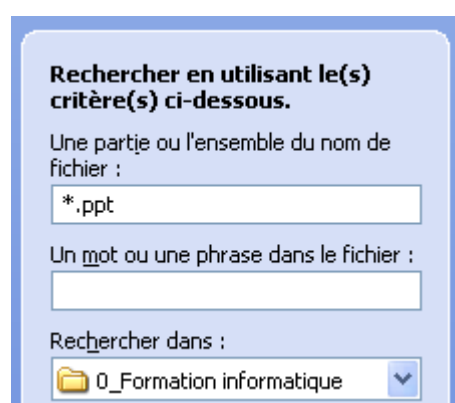 Rechercher en utilisant le(s)
critère(s) ci-dessous.
Une partie ou l'ensemble du nom de
fichier :
*.ppt
Un mot ou une phrase dans le fichier :
Rechercher dans :
0_Formation informatique